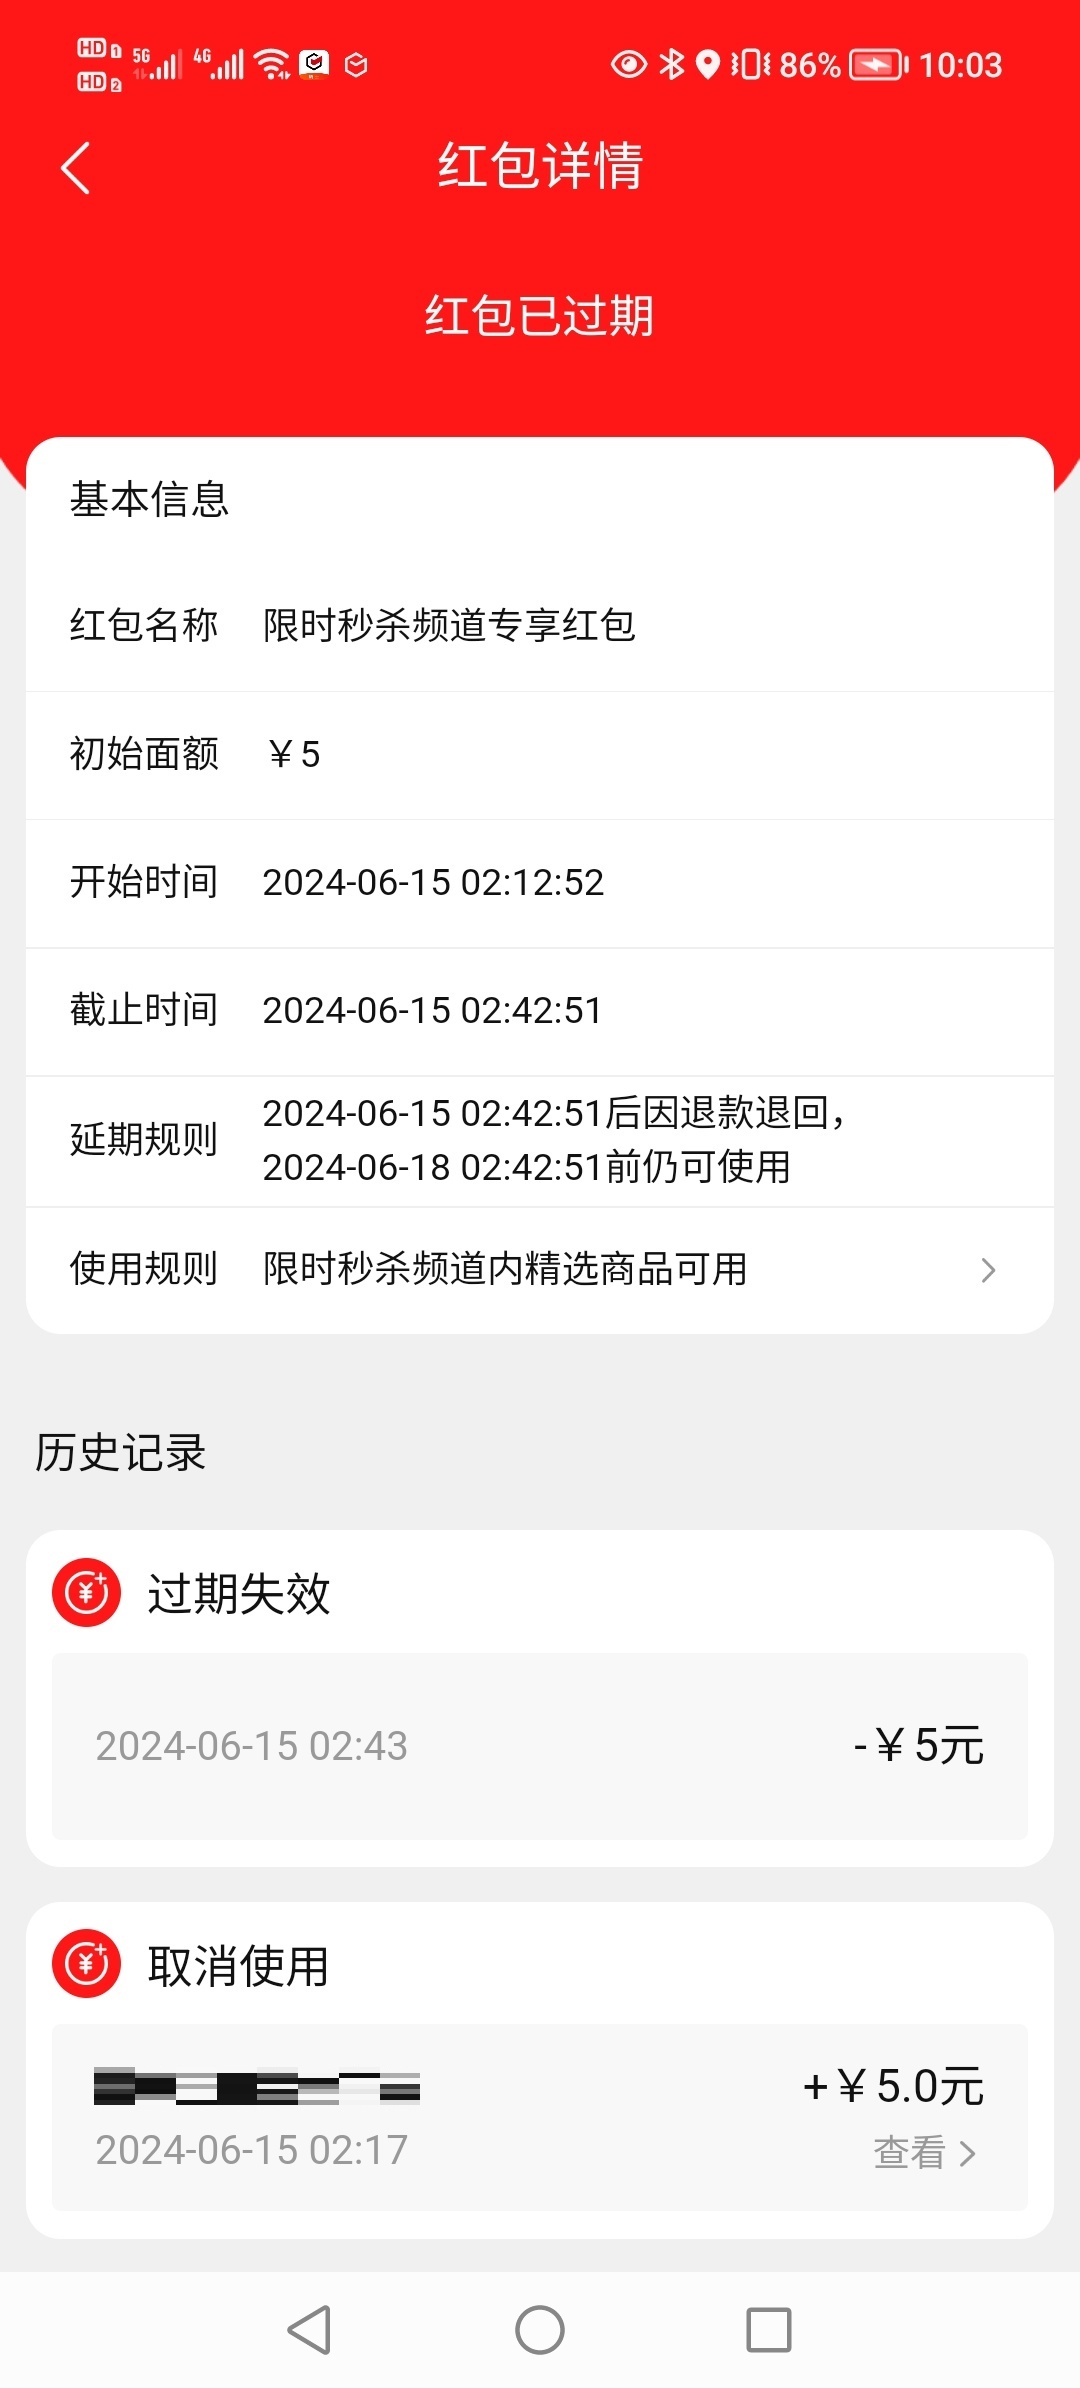 HD 1 5G 4G 86% 10:03
HD 2
红包详情
红包已过期
基本信息
红包名称 限时秒杀频道专享红包
初始面额 ￥5
开始时间 2024-06-15 02:12:52
截止时间 2024-06-15 02:42:51
延期规则 2024-06-15 02:42:51后因退款退回，
2024-06-18 02:42:51前仍可使用
使用规则 限时秒杀频道内精选商品可用
历史记录
过期失效
2024-06-15 02:43 -￥5元
取消使用
+￥5.0元
2024-06-15 02:17 查看